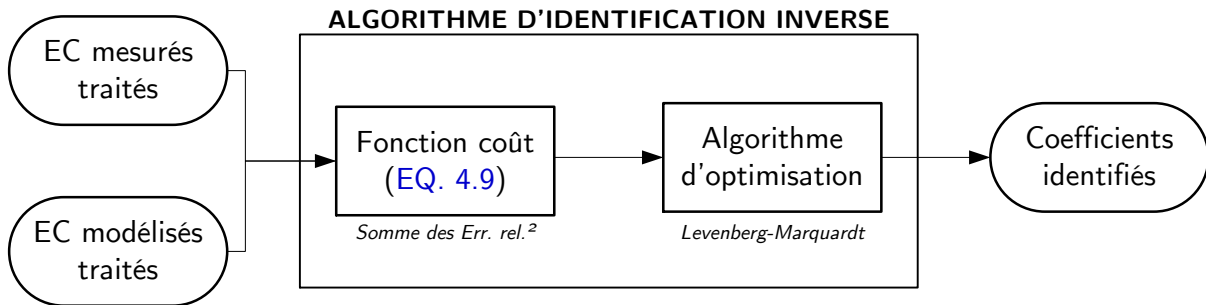 ALGORITHME D'IDENTIFICATION INVERSE
EC mesurés
traités
EC modélisés
traités
Fonction coût
(EQ. 4.9)
Somme des Err. rel.²
Algorithme
d'optimisation
Levenberg-Marquardt
Coefficients
identifiés